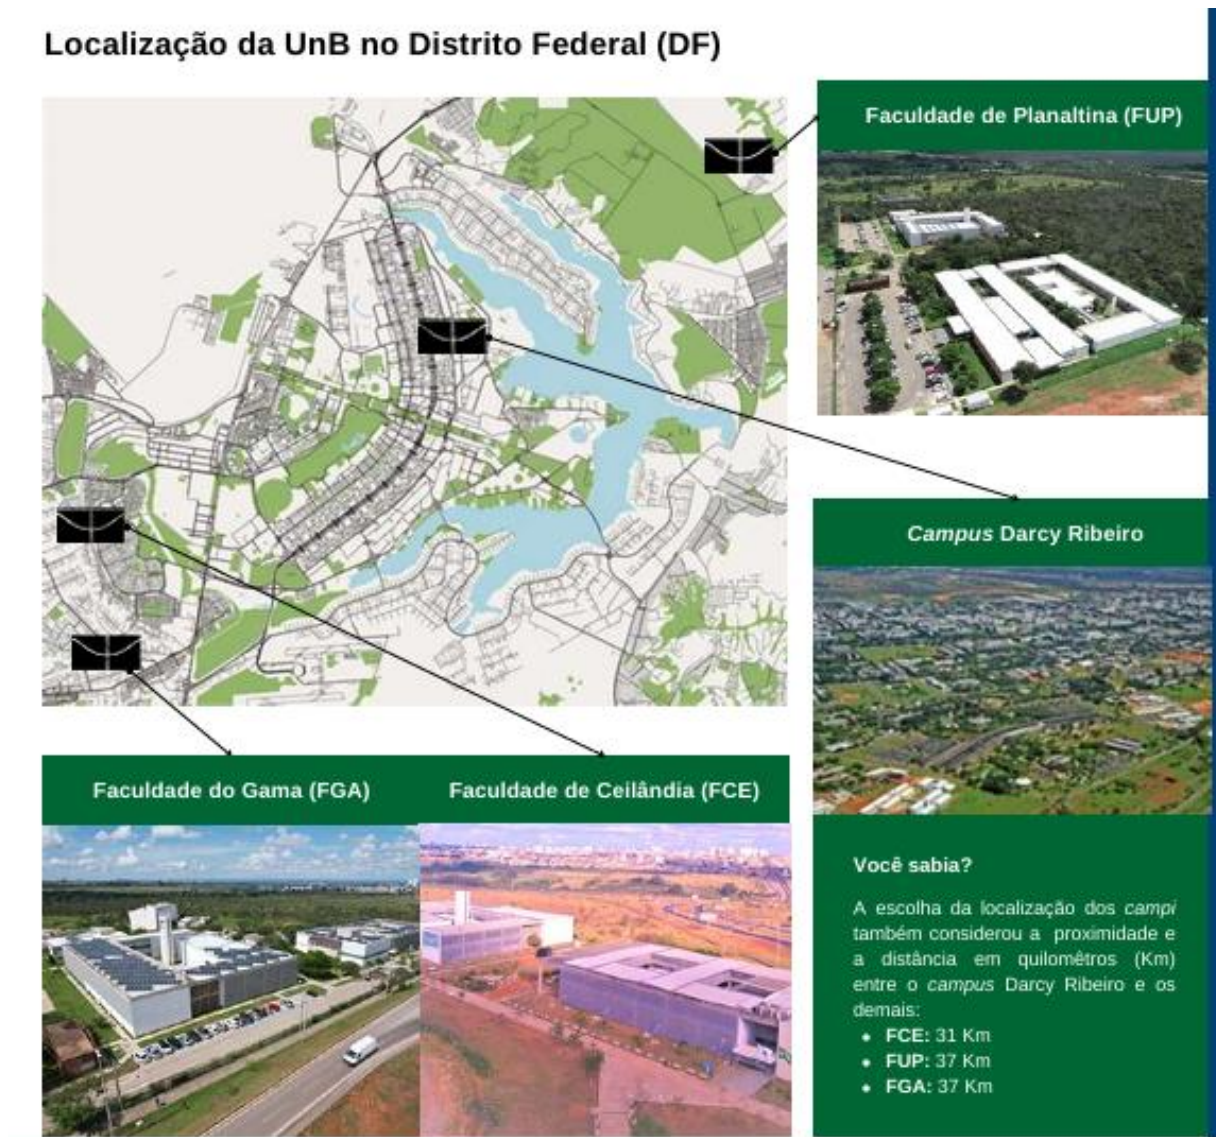 Localização da UnB no Distrito Federal (DF)
Faculdade de Planaltina (FUP)
Campus Darcy Ribeiro
Faculdade do Gama (FGA)
Faculdade de Ceilândia (FCE)
Você sabia?
A escolha da localização dos campi
também considerou a proximidade e
a distância em quilomêtros (Km)
entre o campus Darcy Ribeiro e os
demais:
• FCE: 31 Km
• FUP: 37 Km
• FGA: 37 Km